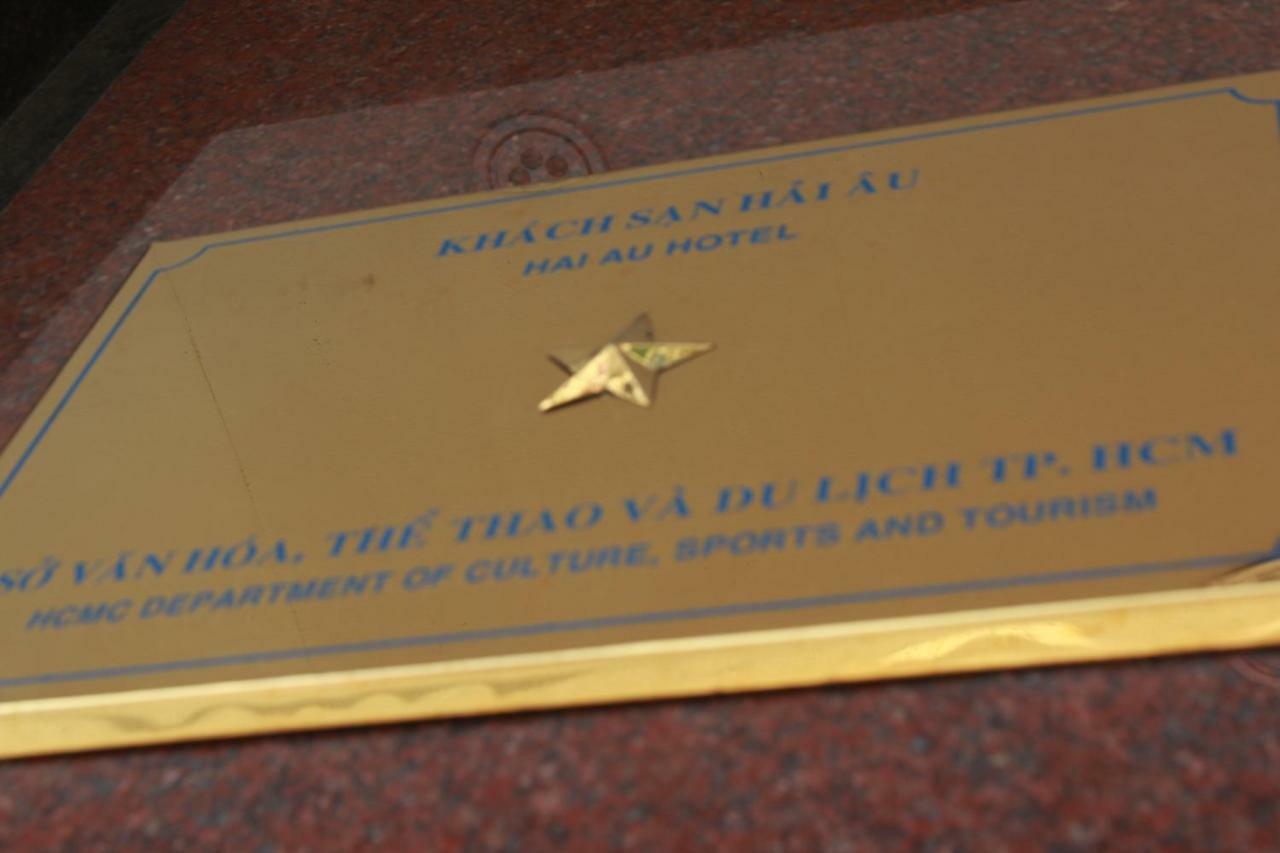 KHÁCH SẠN HẢI ÂU
HAI AU HOTEL
SỞ VĂN HÓA, THỂ THAO VÀ DU LỊCH TP. HCM
HCMC DEPARTMENT OF CULTURE, SPORTS AND TOURISM